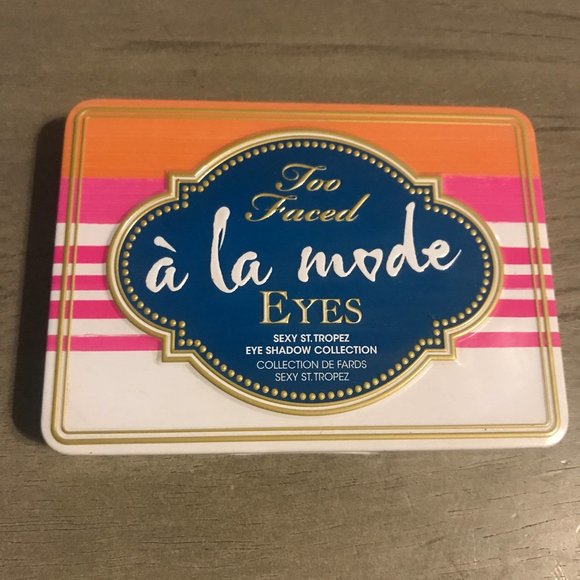 Too
Faced
à la mode
EYES
SEXY ST. TROPEZ
EYE SHADOW COLLECTION
COLLECTION DE FARDS
SEXY ST. TROPEZ